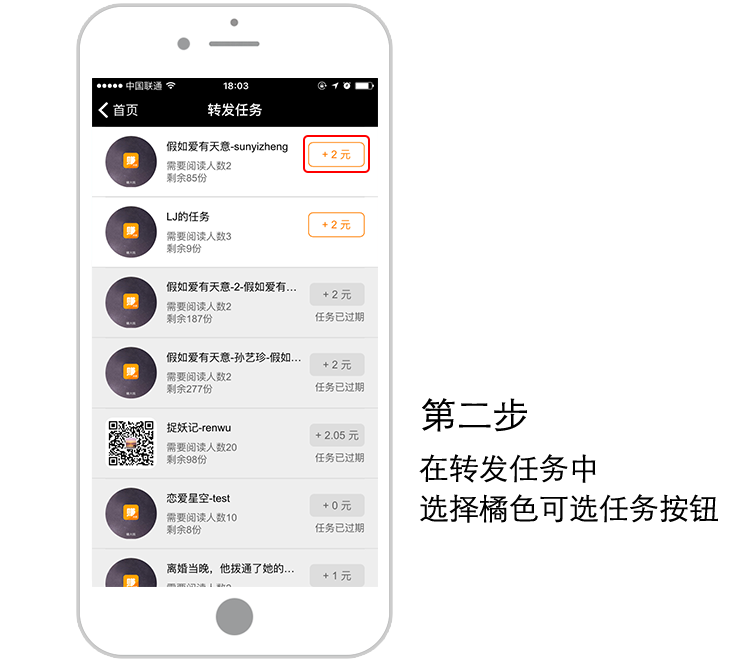 中国联通
18:03
首页
转发任务
假如爱有天意-sunyizheng
需要阅读人数2
剩余85份
+ 2 元
LJ的任务
需要阅读人数3
剩余9份
+ 2 元
假如爱有天意-2-假如爱有...
需要阅读人数2
剩余187份
+ 2 元
任务已过期
假如爱有天意-孙艺珍-假如...
需要阅读人数2
剩余277份
+ 2 元
任务已过期
捉妖记-renwu
需要阅读人数20
剩余98份
+ 2.05 元
任务已过期
恋爱星空-test
需要阅读人数10
剩余8份
+ 0 元
任务已过期
离婚当晚，他拨通了她的...
+ 1 元
第二步
在转发任务中
选择橘色可选任务按钮